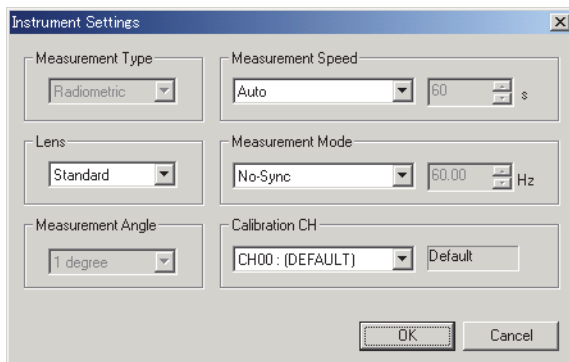 Instrument Settings
Measurement Type
Radiometric
Measurement Speed
Auto
60
s
Lens
Standard
Measurement Mode
No-Sync
60.00
Hz
Measurement Angle
1 degree
Calibration CH
CH00 : (DEFAULT)
Default
OK
Cancel